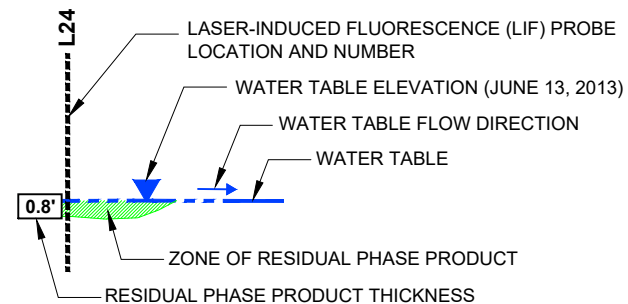 L24
LASER-INDUCED FLUORESCENCE (LIF) PROBE
LOCATION AND NUMBER
WATER TABLE ELEVATION (JUNE 13, 2013)
WATER TABLE FLOW DIRECTION
WATER TABLE
0.8'
ZONE OF RESIDUAL PHASE PRODUCT
RESIDUAL PHASE PRODUCT THICKNESS